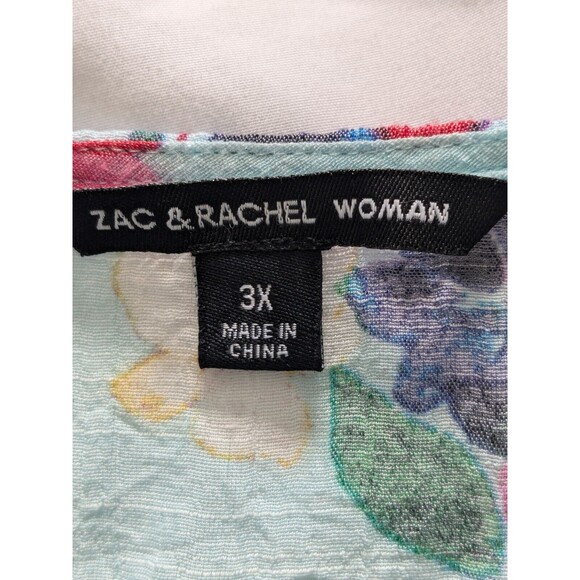 ZAC & RACHEL WOMAN
3X
MADE IN
CHINA